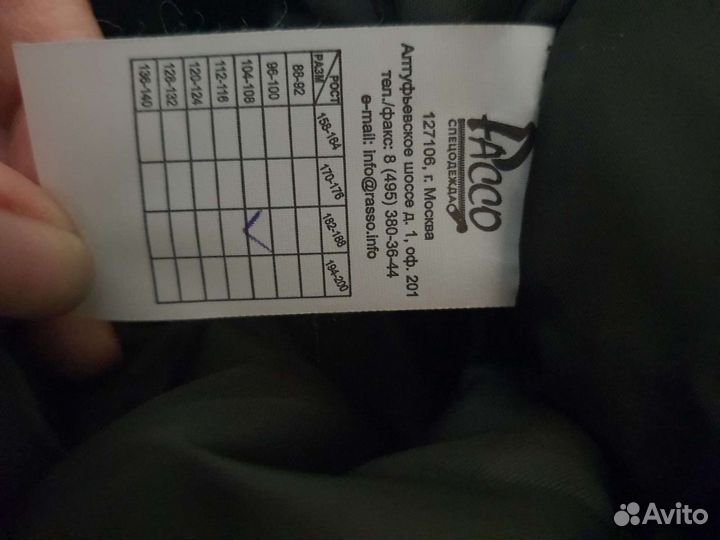 РАССО
СПЕЦОДЕЖДА
127106, г. Москва
Алтуфьевское шоссе д. 1, оф. 201
тел./факс: 8 (495) 380-36-44
e-mail: info@rasso.info
РОСТ 158-164 170-176 182-188 194-200
РАЗМ
88-92
96-100
104-108
112-116
120-124
128-132
136-140
Avito